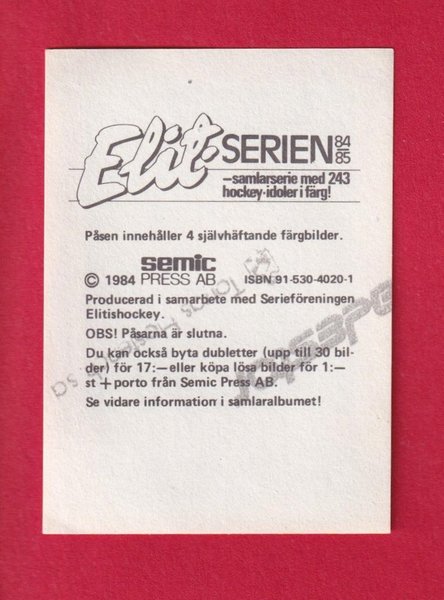 Elit-SERIEN 84
85
–samlarserie med 243
hockey-idoler i färg!
Påsen innehåller 4 självhäftande färgbilder.
semic
© 1984 PRESS AB ISBN 91-530-4020-1
Producerad i samarbete med Serieföreningen
Elitishockey.
OBS! Påsarna är slutna.
Du kan också byta dubletter (upp till 30 bil-
der) för 17:— eller köpa lösa bilder för 1:—
st + porto från Semic Press AB.
Se vidare information i samlaralbumet!